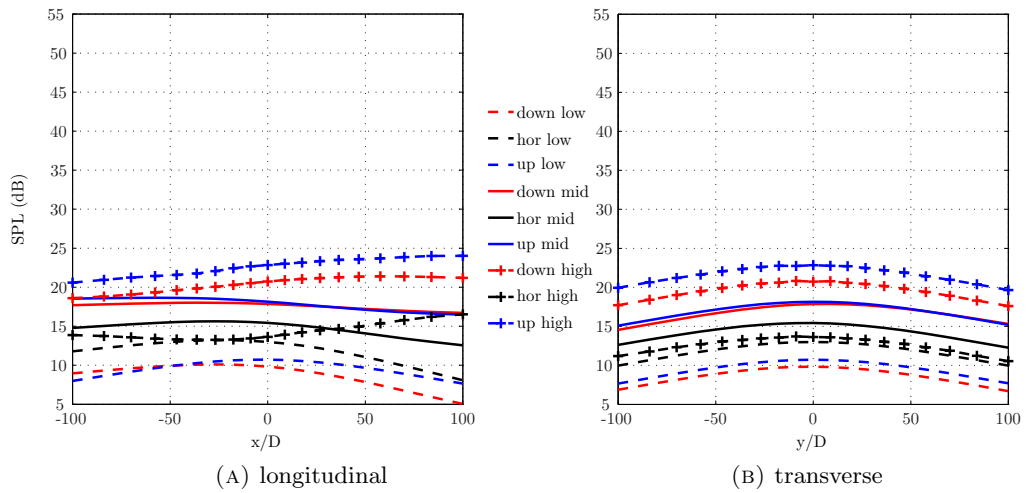 55
50
45
40
35
30
25
20
15
10
5
SPL (dB)
-100
-50
0
50
100
x/D
(A) longitudinal
down low
hor low
up low
down mid
hor mid
up mid
down high
hor high
up high
55
50
45
40
35
30
25
20
15
10
5
-100
-50
0
50
100
y/D
(B) transverse